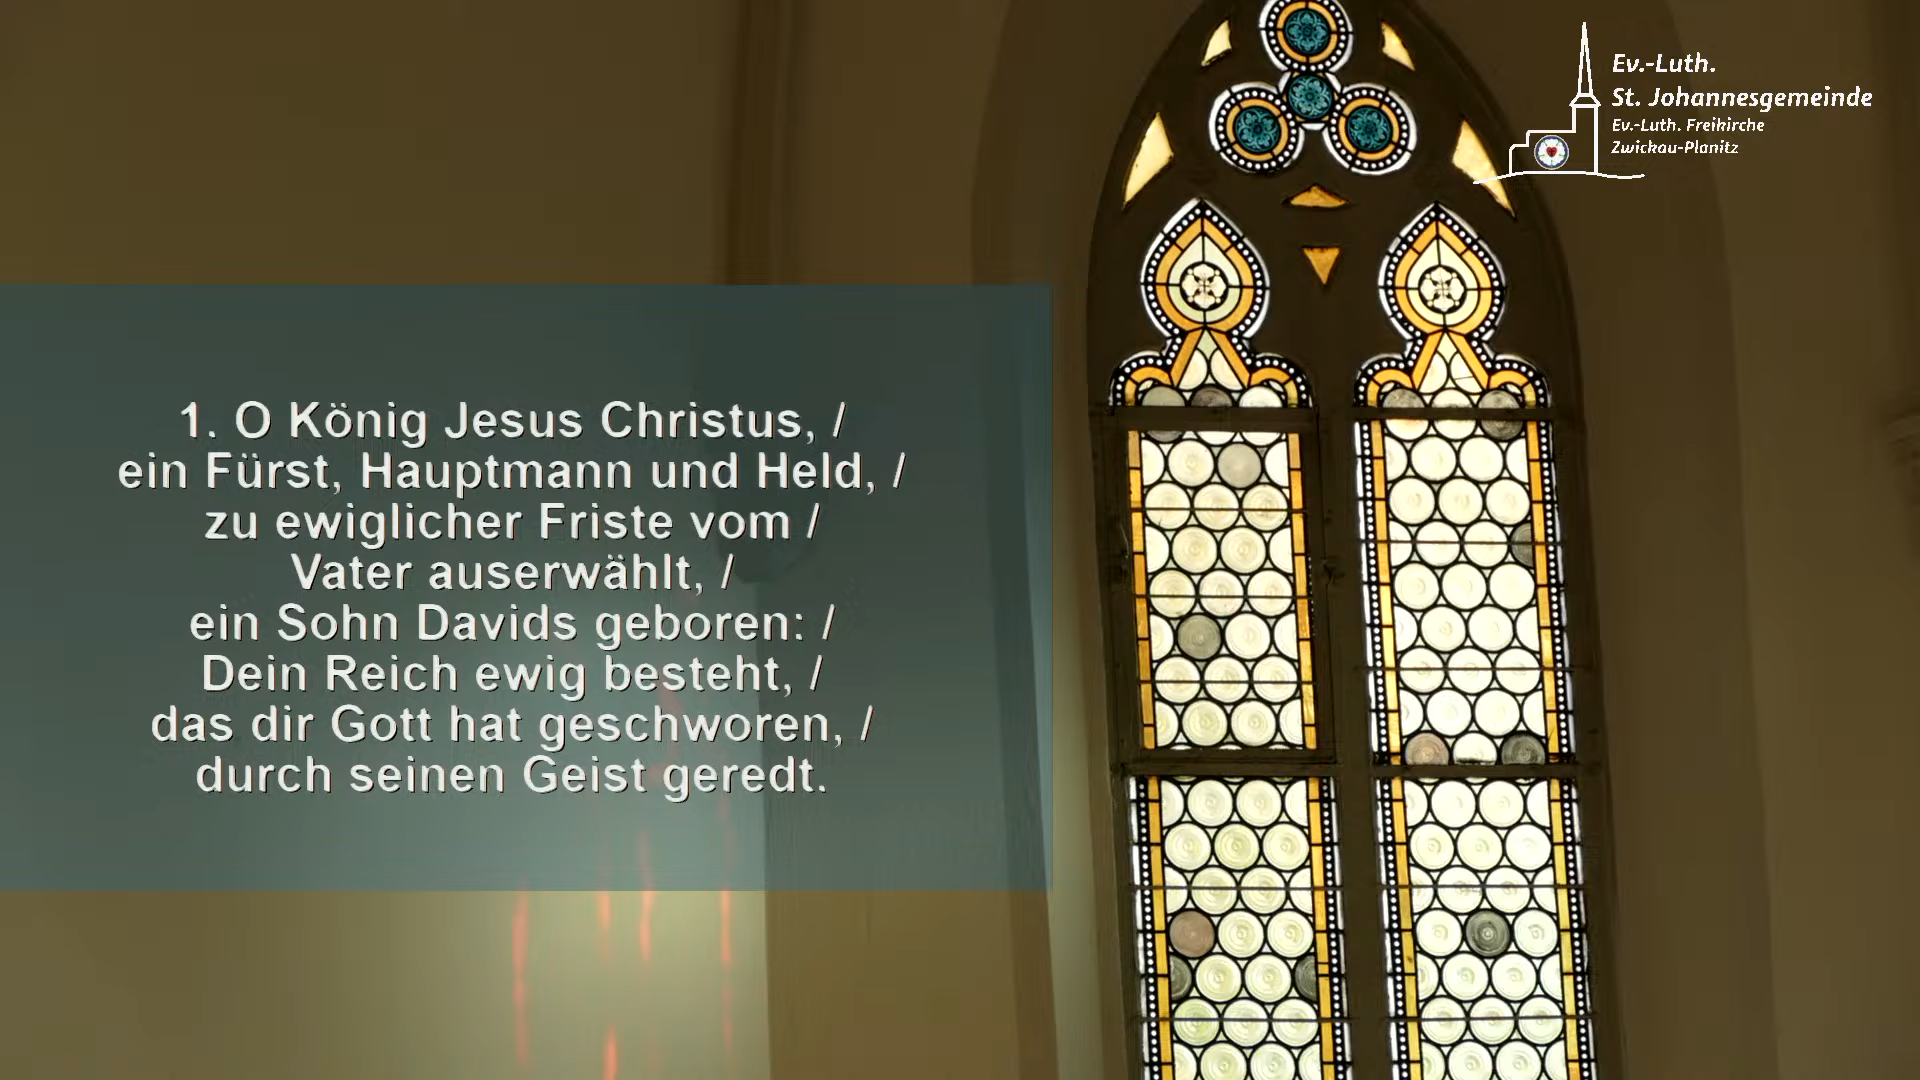 Ev.-Luth.
St. Johannesgemeinde
Ev.-Luth. Freikirche
Zwickau-Planitz
1. O König Jesus Christus, /
ein Fürst, Hauptmann und Held, /
zu ewiglicher Friste vom /
Vater auserwählt, /
ein Sohn Davids geboren: /
Dein Reich ewig besteht, /
das dir Gott hat geschworen, /
durch seinen Geist geredt.